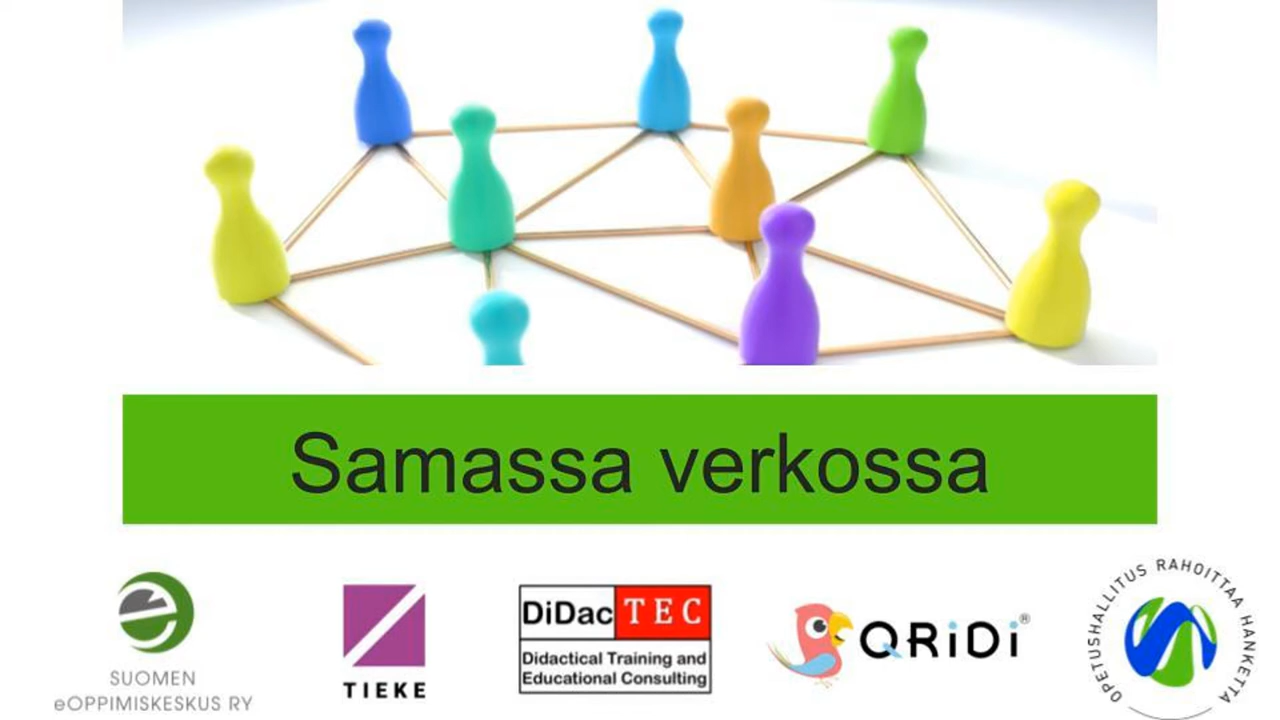 Samassa verkossa
SUOMEN
eOPPIMISKESKUS RY
TIEKE
DiDacTEC
Didactical Training and
Educational Consulting
QRiDi®
OPETUSHALLITUS RAHOITTAA HANKETTA